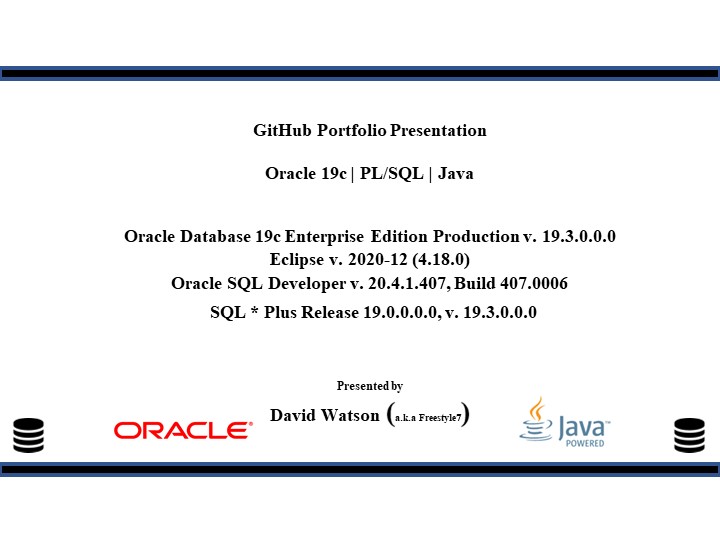 GitHub Portfolio Presentation
Oracle 19c | PL/SQL | Java
Oracle Database 19c Enterprise Edition Production v. 19.3.0.0.0
Eclipse v. 2020-12 (4.18.0)
Oracle SQL Developer v. 20.4.1.407, Build 407.0006
SQL * Plus Release 19.0.0.0.0, v. 19.3.0.0.0
Presented by
David Watson (a.k.a Freestyle7)
ORACLE®
Java™
POWERED